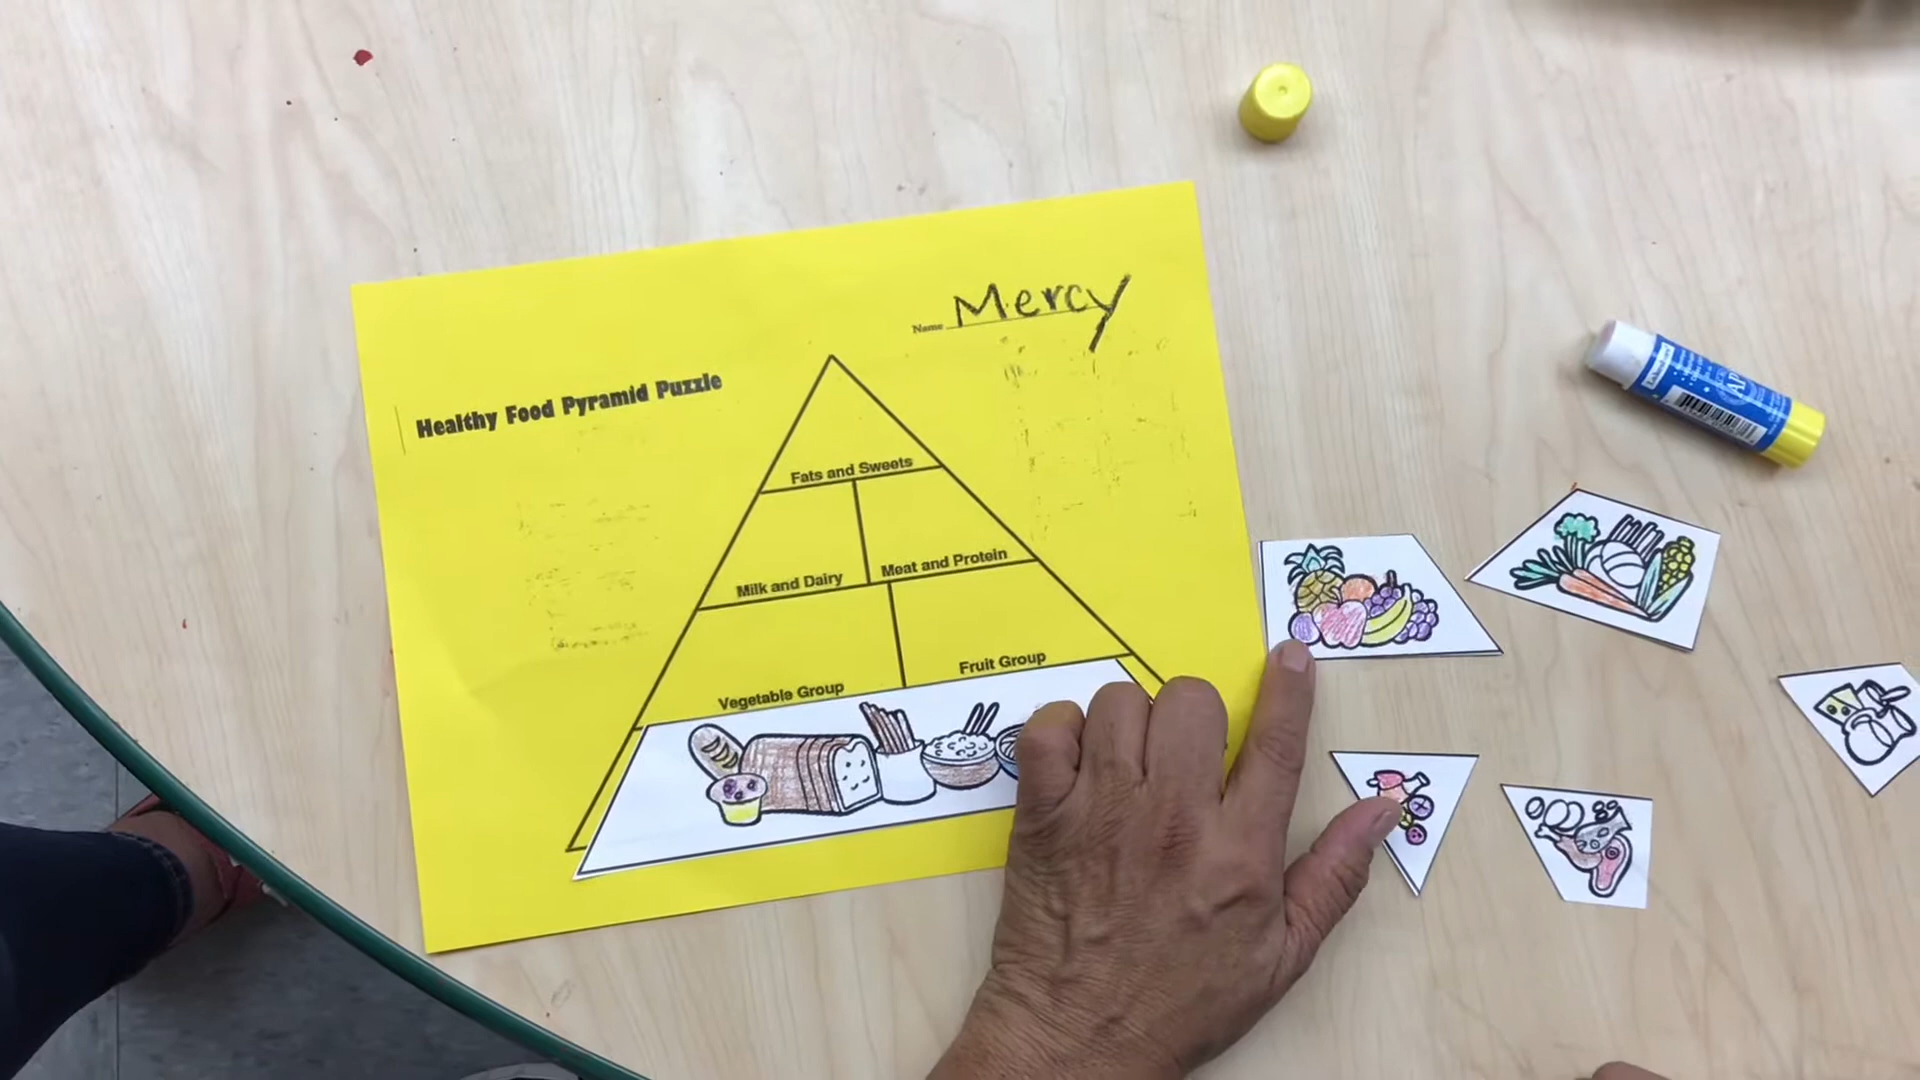 Name Mercy
Healthy Food Pyramid Puzzle
Fats and Sweets
Milk and Dairy
Meat and Protein
Vegetable Group
Fruit Group